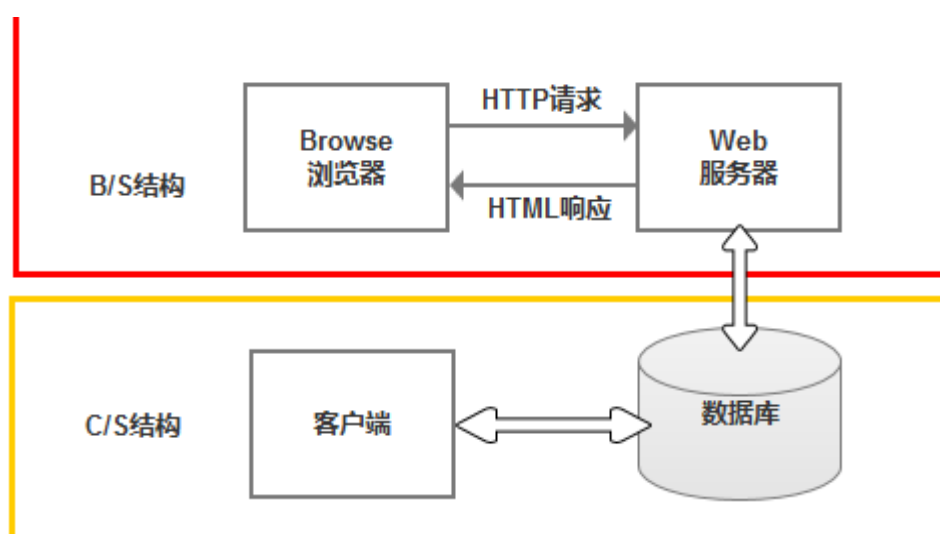 HTTP请求
Browse
浏览器
Web
服务器
B/S结构
HTML响应
C/S结构
客户端
数据库